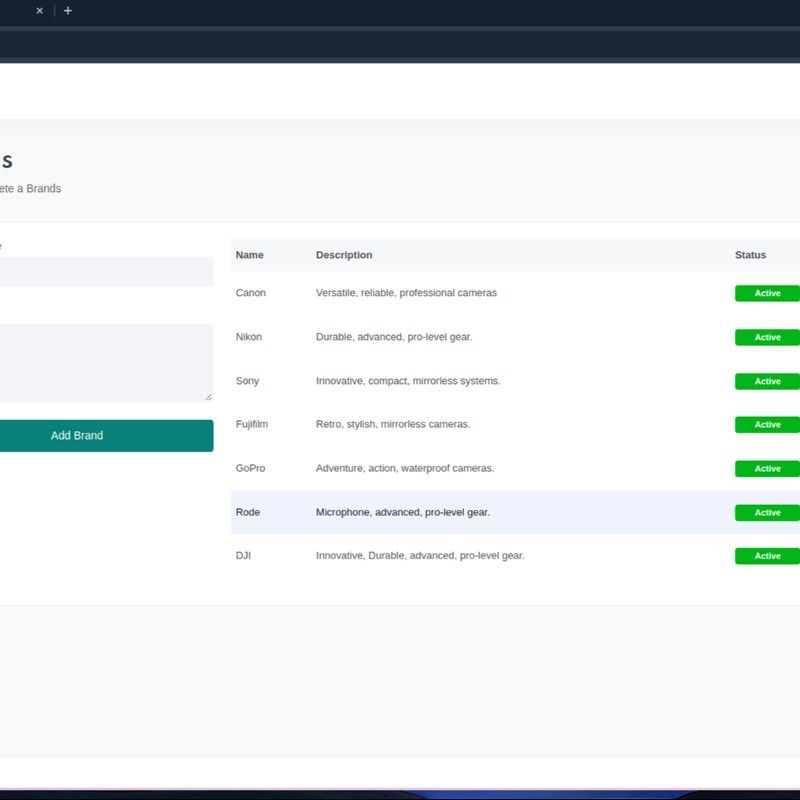 s
ete a Brands
e
Name Description Status
Canon Versatile, reliable, professional cameras Active
Nikon Durable, advanced, pro-level gear. Active
Sony Innovative, compact, mirrorless systems. Active
Fujifilm Retro, stylish, mirrorless cameras. Active
Add Brand
GoPro Adventure, action, waterproof cameras. Active
Rode Microphone, advanced, pro-level gear. Active
DJI Innovative, Durable, advanced, pro-level gear. Active